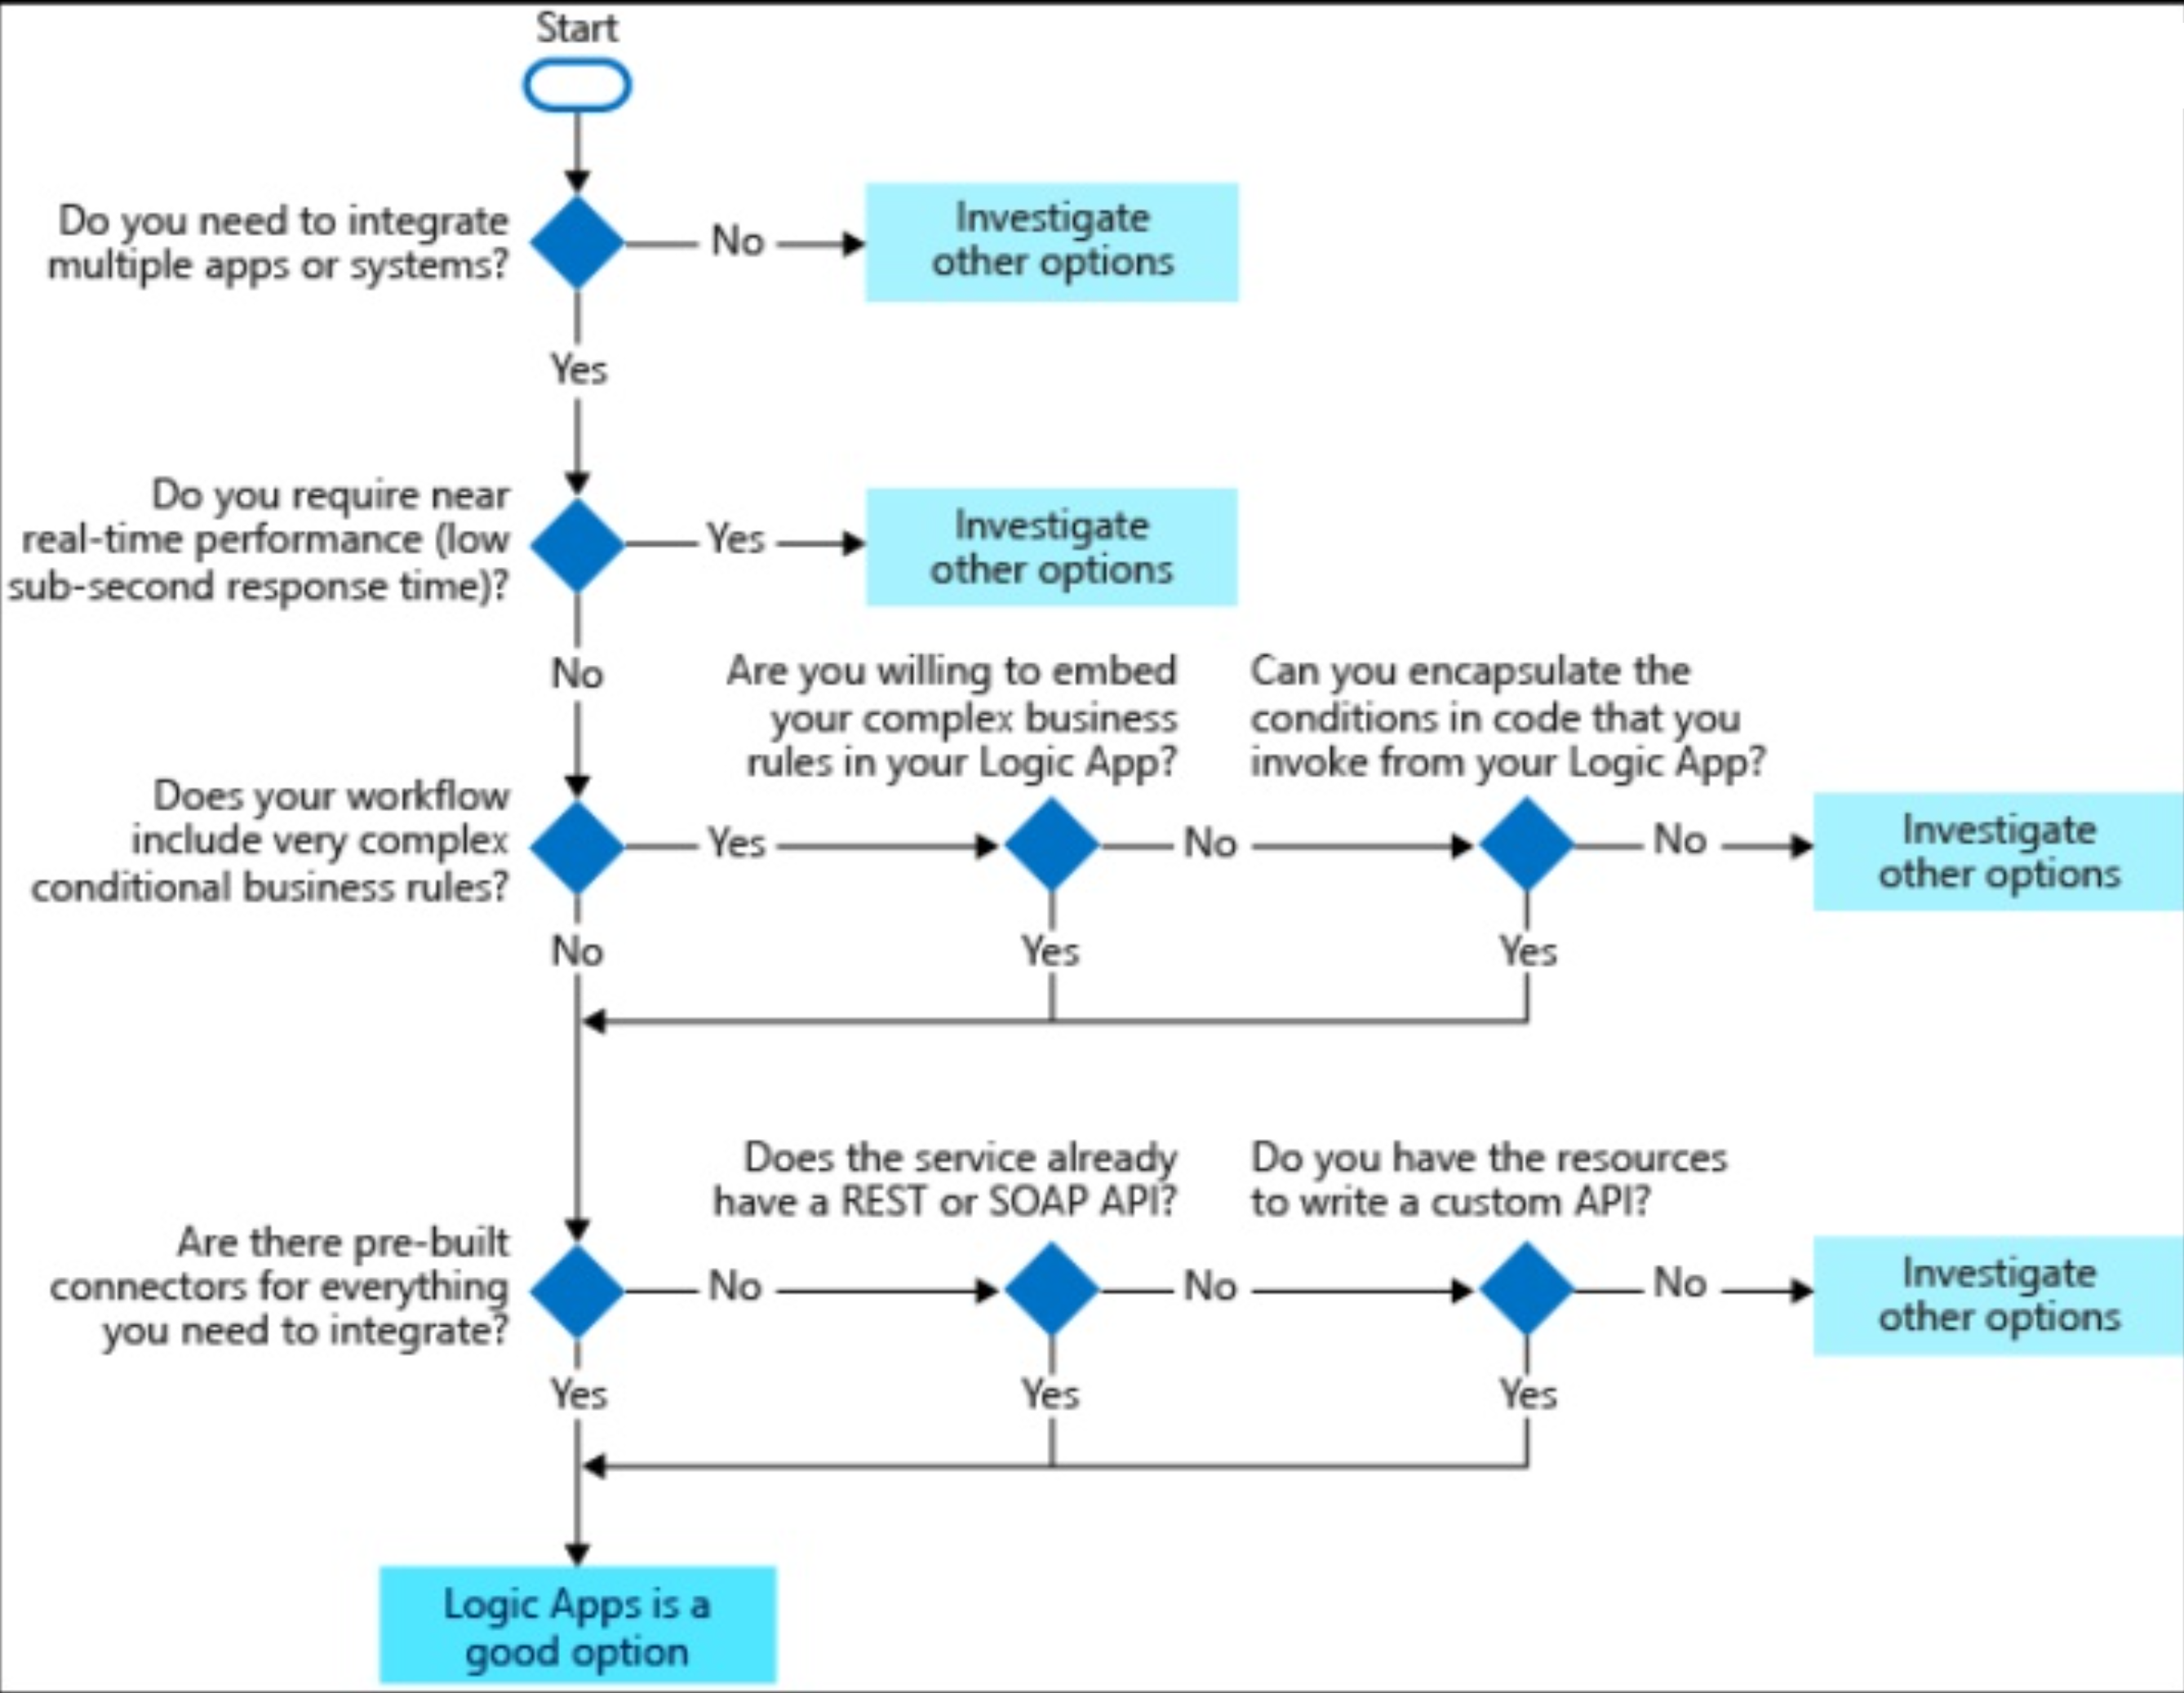 Start
Do you need to integrate
multiple apps or systems?
No
Investigate
other options
Yes
Do you require near
real-time performance (low
sub-second response time)?
Yes
Investigate
other options
No
Are you willing to embed
your complex business
rules in your Logic App?
Can you encapsulate the
conditions in code that you
invoke from your Logic App?
Does your workflow
include very complex
conditional business rules?
Yes
No
No
Investigate
other options
No
Yes
Yes
Does the service already
have a REST or SOAP API?
Do you have the resources
to write a custom API?
Are there pre-built
connectors for everything
you need to integrate?
No
No
No
Investigate
other options
Yes
Yes
Yes
Logic Apps is a
good option